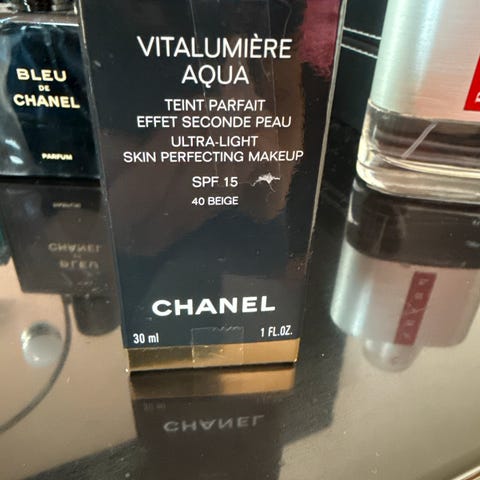 BLEU
DE
CHANEL
PARFUM
VITALUMIÈRE
AQUA
TEINT PARFAIT
EFFET SECONDE PEAU
ULTRA-LIGHT
SKIN PERFECTING MAKEUP
SPF 15
40 BEIGE
CHANEL
30 ml
1 FL.OZ.